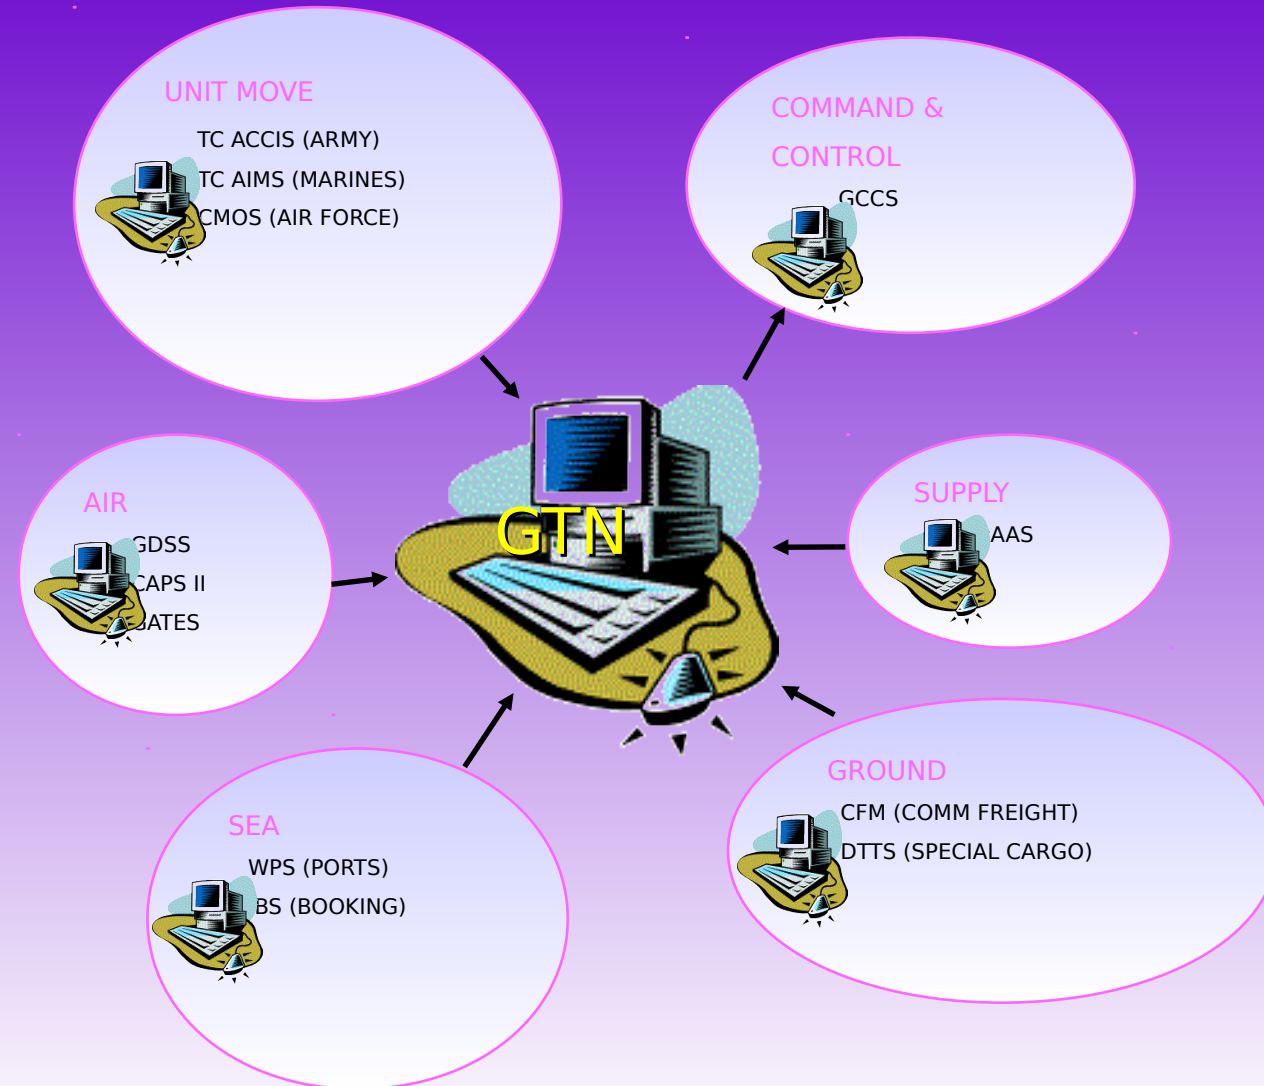 UNIT MOVE
TC ACCIS (ARMY)
TC AIMS (MARINES)
CMOS (AIR FORCE)
COMMAND &
CONTROL
GCCS
AIR
GDSS
CAPS II
GATES
GTN
SUPPLY
AAS
SEA
WPS (PORTS)
BS (BOOKING)
GROUND
CFM (COMM FREIGHT)
DTTS (SPECIAL CARGO)